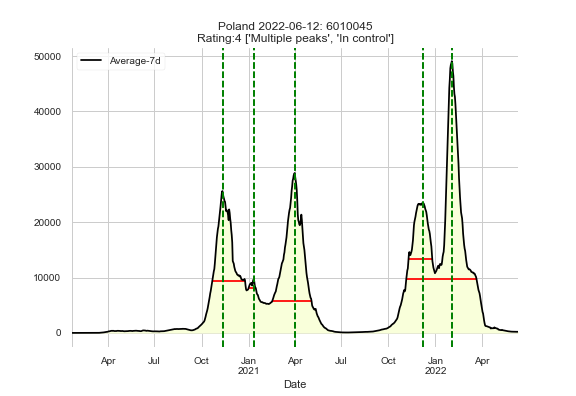 Poland 2022-06-12: 6010045
Rating:4 ['Multiple peaks', 'In control']
Average-7d
50000
40000
30000
20000
10000
0
Apr Jul Oct Jan Apr Jul Oct Jan Apr
2021 2022
Date